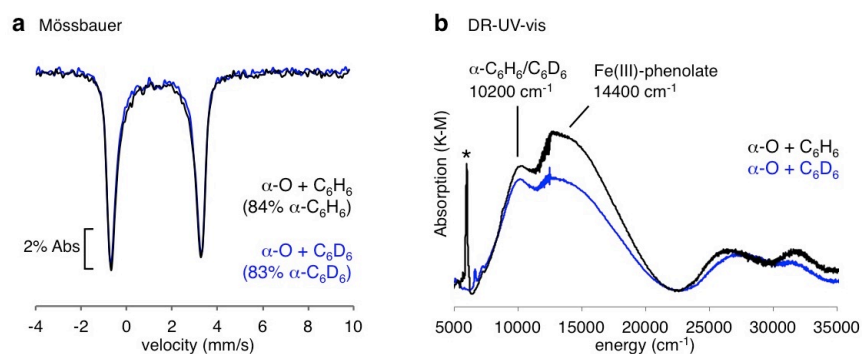 a Mössbauer
α-O + C₆H₆
(84% α-C₆H₆)
2% Abs
α-O + C₆D₆
(83% α-C₆D₆)
-4 -2 0 2 4 6 8 10
velocity (mm/s)
b DR-UV-vis
α-C₆H₆/C₆D₆
10200 cm⁻¹
Fe(III)-phenolate
14400 cm⁻¹
*
Absorption (K-M)
α-O + C₆H₆
α-O + C₆D₆
5000 10000 15000 20000 25000 30000 35000
energy (cm⁻¹)